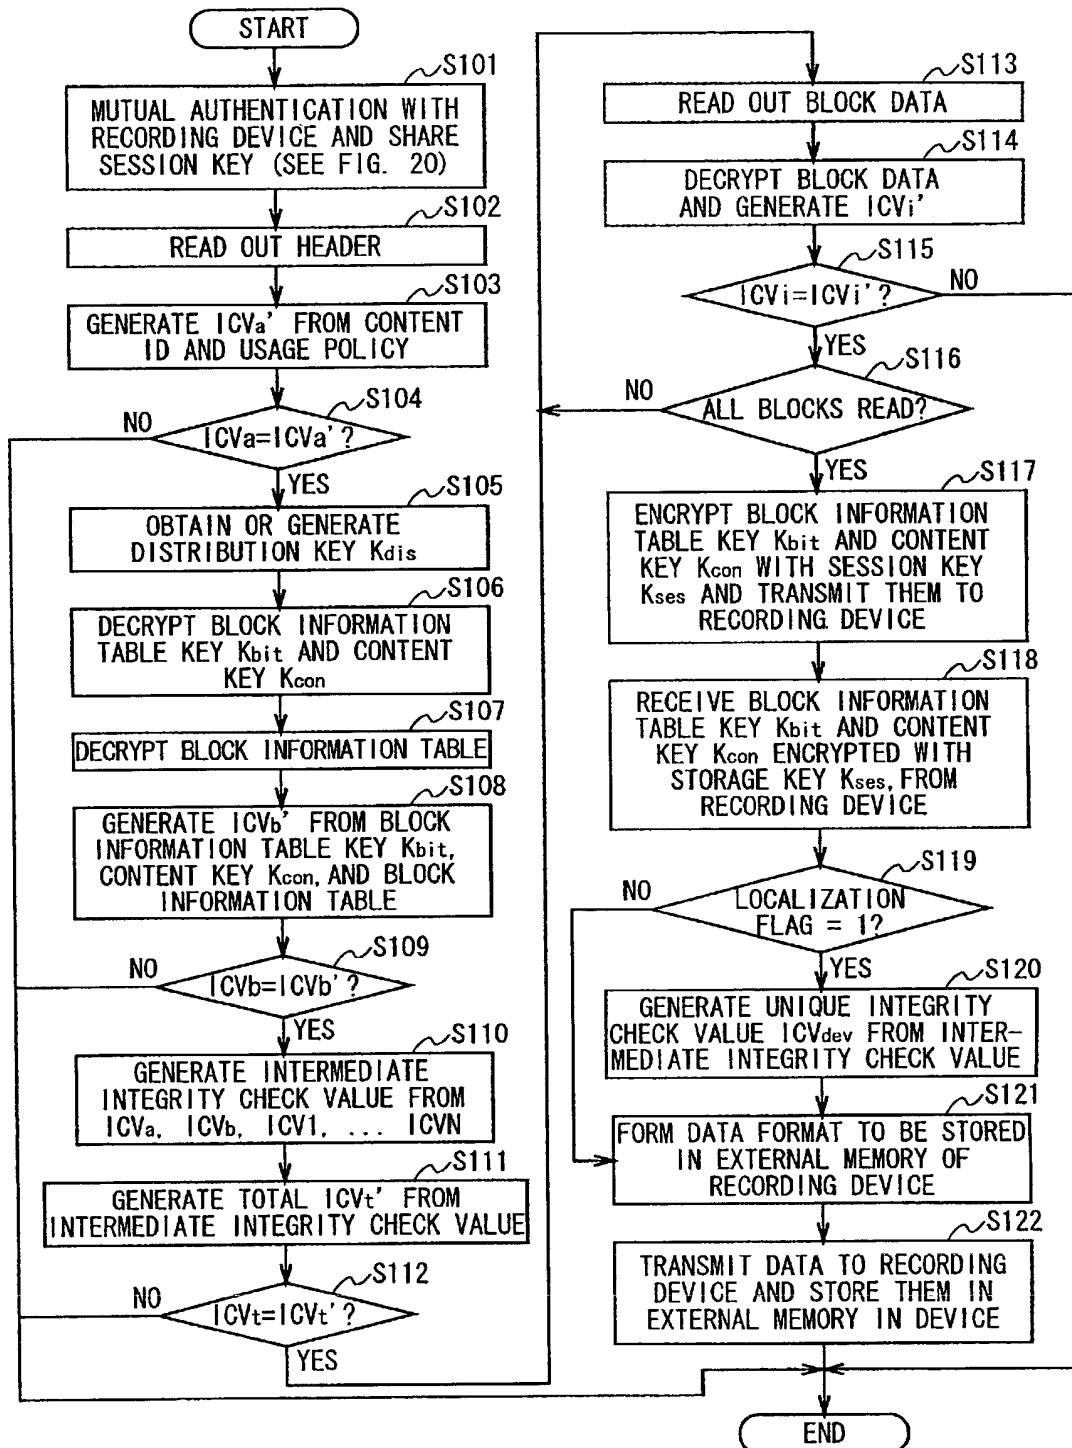 START
S101
MUTUAL AUTHENTICATION WITH
RECORDING DEVICE AND SHARE
SESSION KEY (SEE FIG. 20)
S102
READ OUT HEADER
S103
GENERATE ICVa' FROM CONTENT
ID AND USAGE POLICY
S104
NO
ICVa=ICVa'?
YES
S105
OBTAIN OR GENERATE
DISTRIBUTION KEY Kdis
S106
DECRYPT BLOCK INFORMATION
TABLE KEY Kbit AND CONTENT
KEY Kcon
S107
DECRYPT BLOCK INFORMATION TABLE
S108
GENERATE ICVb' FROM BLOCK
INFORMATION TABLE KEY Kbit,
CONTENT KEY Kcon, AND BLOCK
INFORMATION TABLE
S109
NO
ICVb=ICVb'?
YES
S110
GENERATE INTERMEDIATE
INTEGRITY CHECK VALUE FROM
ICVa, ICVb, ICV1, ... ICVN
S111
GENERATE TOTAL ICVt' FROM
INTERMEDIATE INTEGRITY CHECK VALUE
S112
NO
ICVt=ICVt'?
YES
S113
READ OUT BLOCK DATA
S114
DECRYPT BLOCK DATA
AND GENERATE ICVi'
S115
ICVi=ICVi'?
NO
YES
S116
NO
ALL BLOCKS READ?
YES
S117
ENCRYPT BLOCK INFORMATION
TABLE KEY Kbit AND CONTENT
KEY Kcon WITH SESSION KEY
Kses AND TRANSMIT THEM TO
RECORDING DEVICE
S118
RECEIVE BLOCK INFORMATION
TABLE KEY Kbit AND CONTENT
KEY Kcon ENCRYPTED WITH
STORAGE KEY Kses, FROM
RECORDING DEVICE
S119
NO
LOCALIZATION
FLAG = 1?
YES
S120
GENERATE UNIQUE INTEGRITY
CHECK VALUE ICVdev FROM INTER-
MEDIATE INTEGRITY CHECK VALUE
S121
FORM DATA FORMAT TO BE STORED
IN EXTERNAL MEMORY OF
RECORDING DEVICE
S122
TRANSMIT DATA TO RECORDING
DEVICE AND STORE THEM IN
EXTERNAL MEMORY IN DEVICE
END